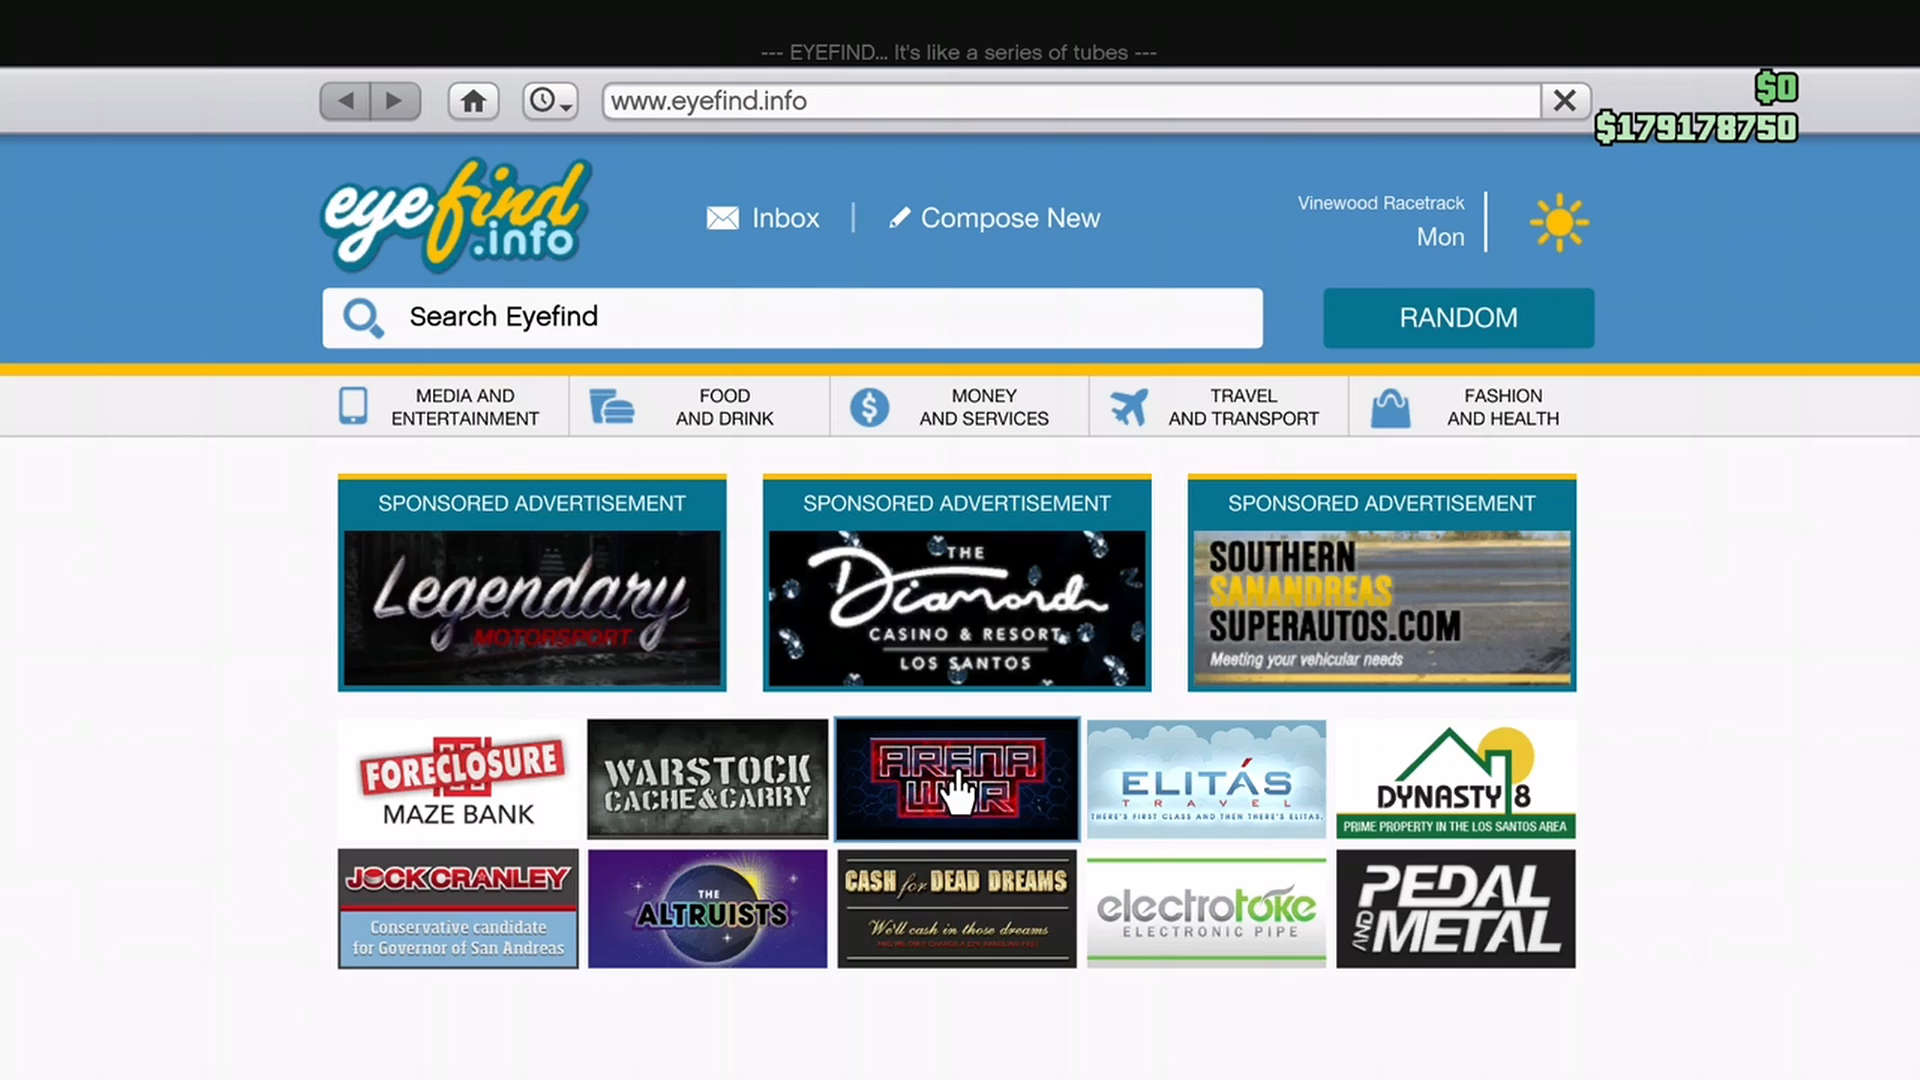 --- EYEFIND... It's like a series of tubes ---
www.eyefind.info
$0
$179178750
eyefind
.info
Inbox
Compose New
Vinewood Racetrack
Mon
Search Eyefind
RANDOM
MEDIA AND
ENTERTAINMENT
FOOD
AND DRINK
MONEY
AND SERVICES
TRAVEL
AND TRANSPORT
FASHION
AND HEALTH
SPONSORED ADVERTISEMENT
Legendary
MOTORSPORT
SPONSORED ADVERTISEMENT
THE
Diamond
CASINO & RESORT
LOS SANTOS
SPONSORED ADVERTISEMENT
SOUTHERN
SANANDREAS
SUPERAUTOS.COM
Meeting your vehicular needs
FORECLOSURE
MAZE BANK
WARSTOCK
CACHE&CARRY
ARENA
WAR
ELITÁS
TRAVEL
THERE'S FIRST CLASS AND THEN THERE'S ELITAS.
DYNASTY 8
PRIME PROPERTY IN THE LOS SANTOS AREA
JOCK CRANLEY
Conservative candidate
for Governor of San Andreas
THE
ALTRUISTS
CASH for DEAD DREAMS
We'll cash in those dreams
electrotoke
ELECTRONIC PIPE
PEDAL
AND METAL